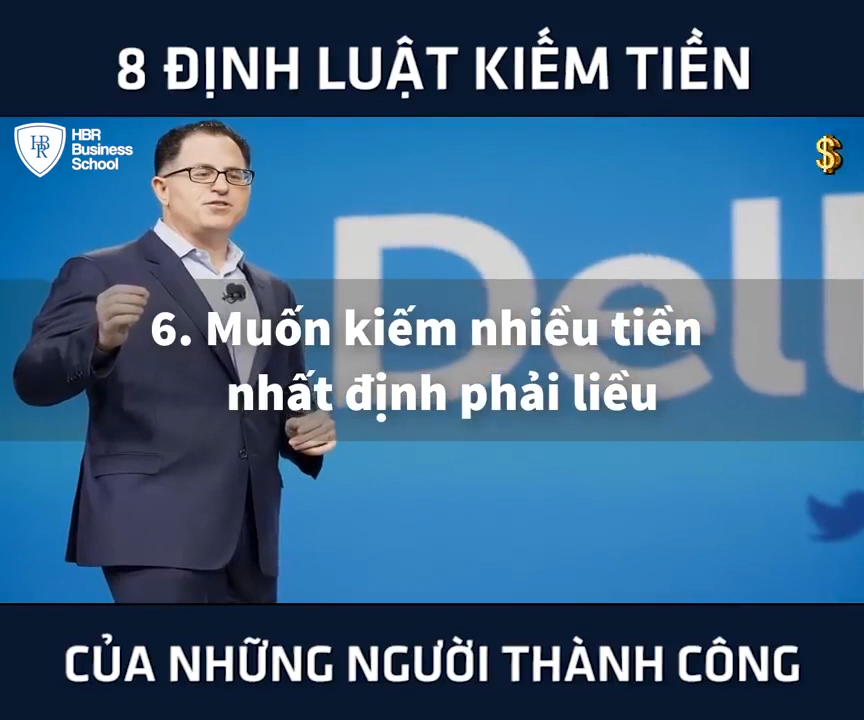 8 ĐỊNH LUẬT KIẾM TIỀN
HBR
Business
School
$
Dell
6. Muốn kiếm nhiều tiền
nhất định phải liều
CỦA NHỮNG NGƯỜI THÀNH CÔNG